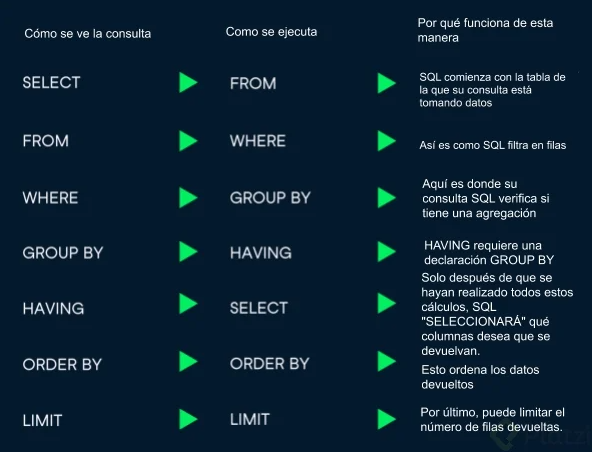 Cómo se ve la consulta
Como se ejecuta
Por qué funciona de esta
manera
SELECT
FROM
SQL comienza con la tabla de
la que su consulta está
tomando datos
FROM
WHERE
Así es como SQL filtra en filas
WHERE
GROUP BY
Aquí es donde su
consulta SQL verifica si
tiene una agregación
GROUP BY
HAVING
HAVING requiere una
declaración GROUP BY
HAVING
SELECT
Solo después de que se
hayan realizado todos estos
cálculos, SQL
"SELECCIONARÁ" qué
columnas desea que se
devuelvan.
ORDER BY
ORDER BY
Esto ordena los datos
devueltos
LIMIT
LIMIT
Por último, puede limitar el
número de filas devueltas.
Platzi